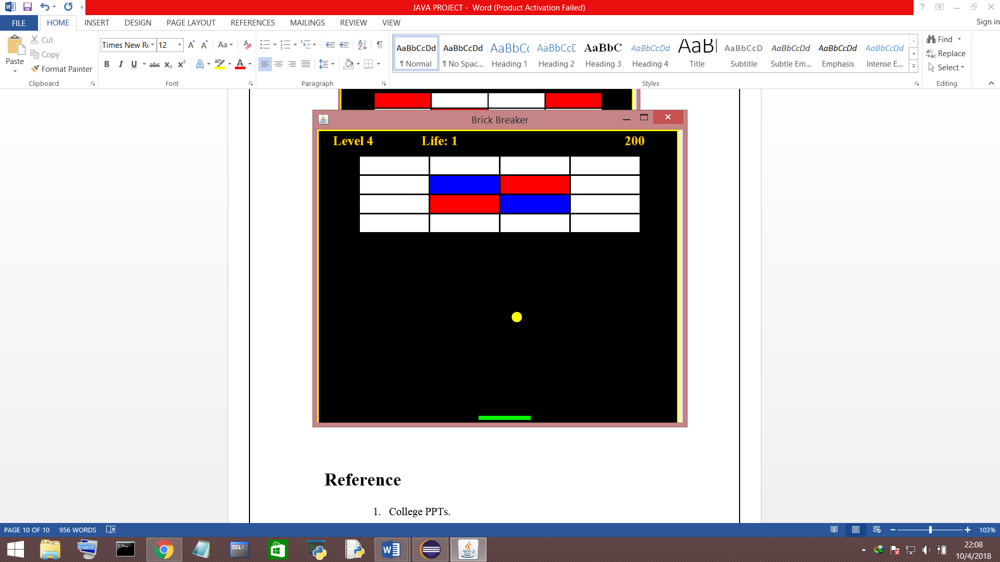 JAVA PROJECT - Word (Product Activation Failed)
FILE HOME INSERT DESIGN PAGE LAYOUT REFERENCES MAILINGS REVIEW VIEW Sign in
Paste
Cut
Copy
Format Painter
Clipboard
Times New Ro 12
Font
Paragraph
AaBbCcDd AaBbCcDd AaBbCc AaBbCcD AaBbC AaBbCcDd AaBl AaBbCcD AaBbCcDd AaBbCcDd AaBbCcDd
¶ Normal ¶ No Spac... Heading 1 Heading 2 Heading 3 Heading 4 Title Subtitle Subtle Em... Emphasis Intense E...
Styles
Find
Replace
Select
Editing
Brick Breaker
Level 4 Life: 1 200
Reference
1. College PPTs.
PAGE 10 OF 10 956 WORDS 103%
22:08
10/4/2018